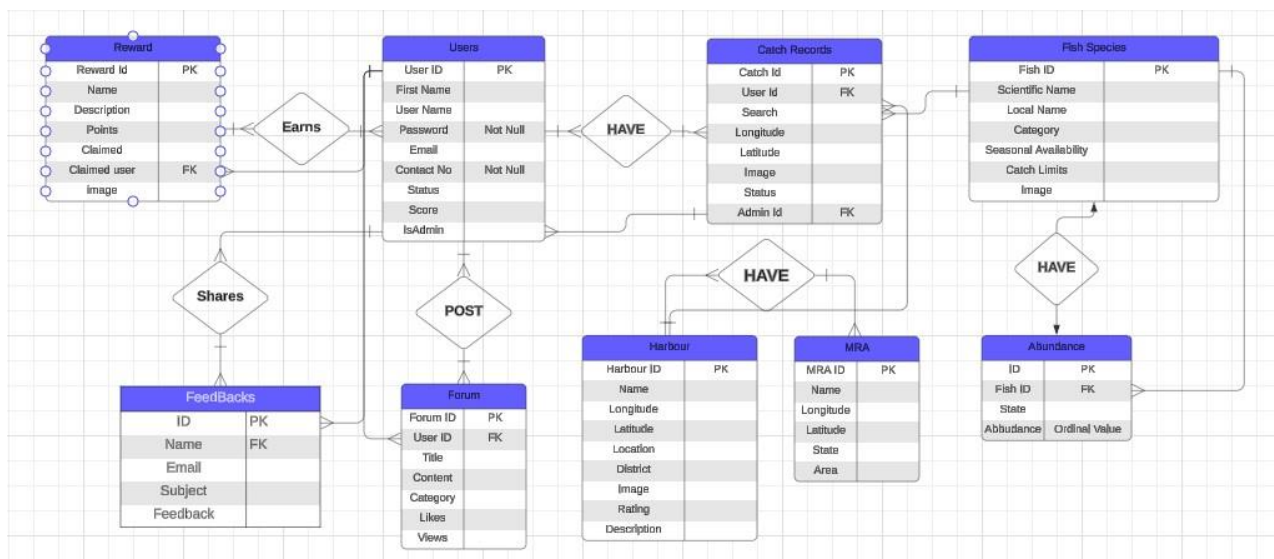 Reward
Reward Id PK
Name
Description
Points
Claimed
Claimed user FK
Image
Earns
Users
User ID PK
First Name
User Name
Password Not Null
Email
Contact No Not Null
Status
Score
IsAdmin
HAVE
Catch Records
Catch Id PK
User Id FK
Search
Longitude
Latitude
Image
Status
Admin Id FK
Fish Species
Fish ID PK
Scientific Name
Local Name
Category
Seasonal Availability
Catch Limits
Image
Shares
POST
HAVE
HAVE
FeedBacks
ID PK
Name FK
Email
Subject
Feedback
Forum
Forum ID PK
User ID FK
Title
Content
Category
Likes
Views
Harbour
Harbour ID PK
Name
Longitude
Latitude
Location
District
Image
Rating
Description
MRA
MRA ID PK
Name
Longitude
Latitude
State
Area
Abundance
ID PK
Fish ID FK
State
Abbudance Ordinal Value